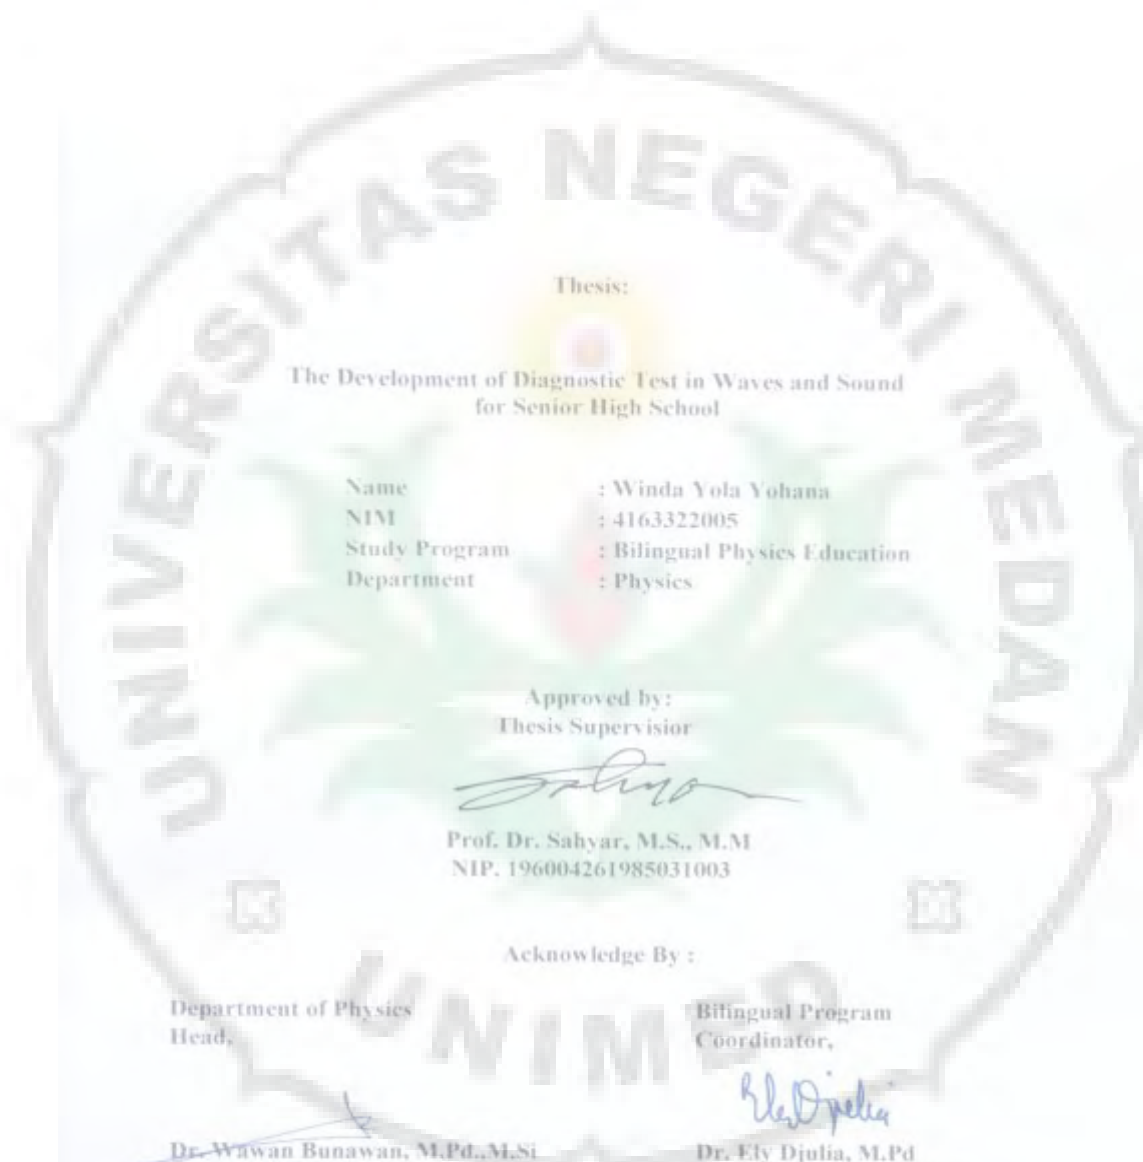 UNIVERSITAS NEGERI MEDAN
Thesis:
The Development of Diagnostic Test in Waves and Sound
for Senior High School
Name : Winda Yola Yohana
NIM : 4163322005
Study Program : Bilingual Physics Education
Department : Physics
Approved by:
Thesis Supervisior
Prof. Dr. Sahyar, M.S., M.M
NIP. 196004261985031003
Acknowledge By :
Department of Physics
Head,
Bilingual Program
Coordinator,
Dr. Wawan Bunawan, M.Pd.,M.Si
Dr. Ely Djulia, M.Pd
UNIMED